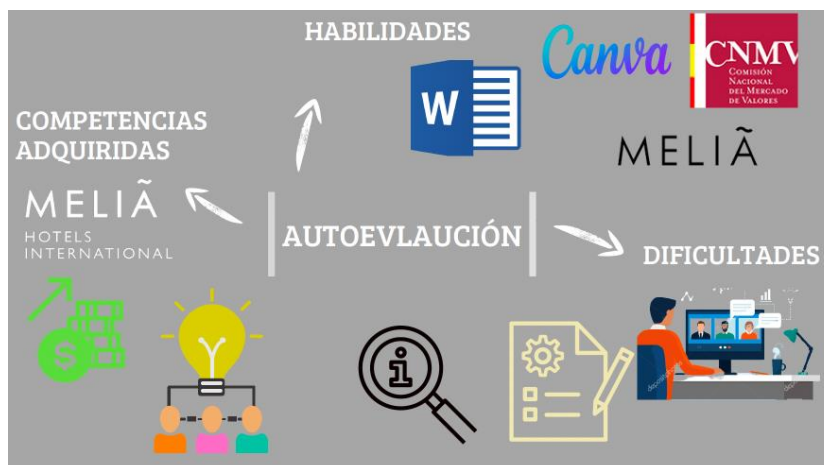 HABILIDADES
Canva
CNMV
COMISIÓN
NACIONAL
DEL MERCADO
DE VALORES
W
MELIÃ
COMPETENCIAS
ADQUIRIDAS
MELIÃ
HOTELS
INTERNATIONAL
AUTOEVLAUCIÓN
DIFICULTADES
$
i